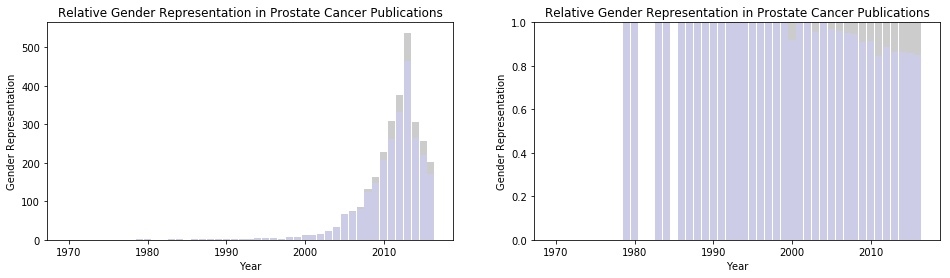 Relative Gender Representation in Prostate Cancer Publications
Gender Representation
500
400
300
200
100
0
1970 1980 1990 2000 2010
Year
Relative Gender Representation in Prostate Cancer Publications
Gender Representation
1.0
0.8
0.6
0.4
0.2
0.0
1970 1980 1990 2000 2010
Year